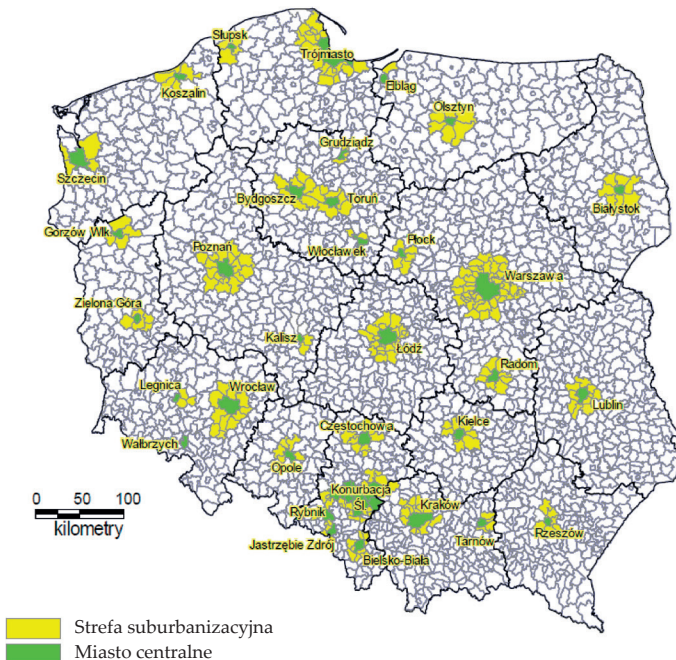 Słupsk
Trójmiasto
Koszalin
Elbląg
Olsztyn
Grudziądz
Szczecin
Bydgoszcz
Toruń
Białystok
Gorzów Wlk.
Włocławek
Płock
Poznań
Warszawa
Zielona Góra
Kalisz
Łódź
Radom
Legnica
Wrocław
Lublin
Częstochowa
Kielce
Wałbrzych
Opole
Konurbacja
Śl.
Kraków
Rybnik
Tarnów
Rzeszów
Jastrzębie Zdrój
Bielsko-Biała
0 50 100
kilometry
Strefa suburbanizacyjna
Miasto centralne